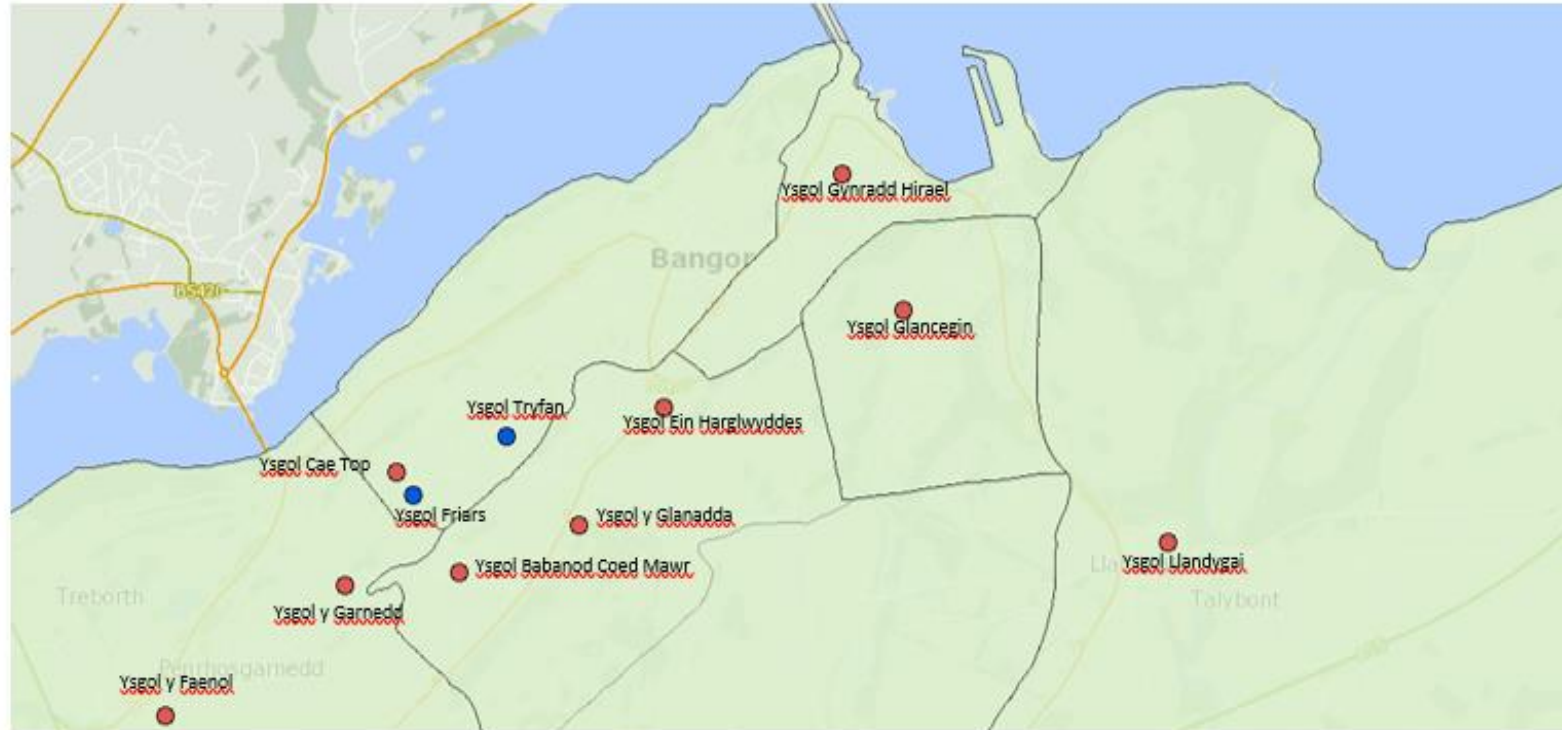 Ysgol Gynradd Hirael
Bangor
B5420
Ysgol Glancegin
Ysgol Tryfan
Ysgol Ein Harglwyddes
Ysgol Cae Top
Ysgol Friars
Ysgol y Glanadda
Ysgol Babanod Coed Mawr
Ysgol Llandygai
Treborth
Talybont
Ysgol y Garnedd
Penrhosgarnedd
Ysgol y Faenol